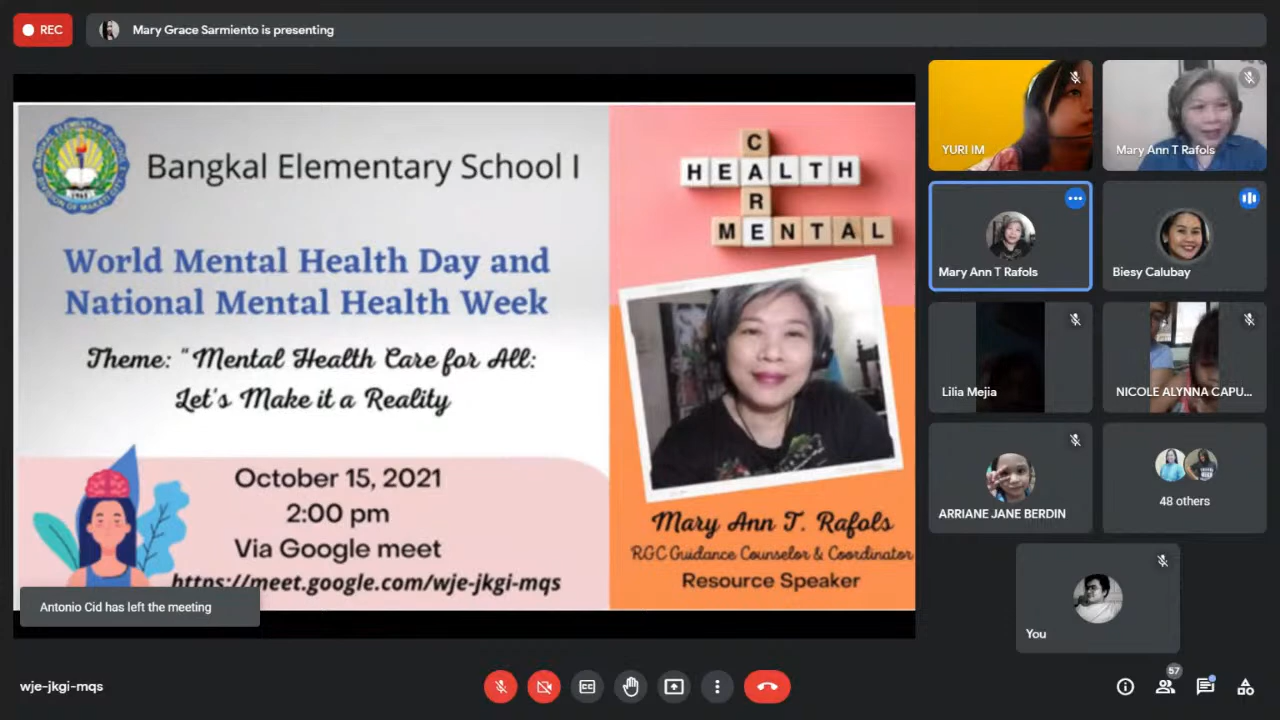 REC
Mary Grace Sarmiento is presenting
Bangkal Elementary School I
World Mental Health Day and
National Mental Health Week
Theme: "Mental Health Care for All:
Let's Make it a Reality
October 15, 2021
2:00 pm
Via Google meet
https://meet.google.com/wje-jkgi-mqs
Antonio Cid has left the meeting
CARE
HEALTH
MENTAL
Mary Ann T. Rafols
RGC Guidance Counselor & Coordinator
Resource Speaker
YURI IM
Mary Ann T Rafols
Mary Ann T Rafols
Biesy Calubay
Lilia Mejia
NICOLE ALYNNA CAPU...
ARRIANE JANE BERDIN
48 others
You
wje-jkgi-mqs
57